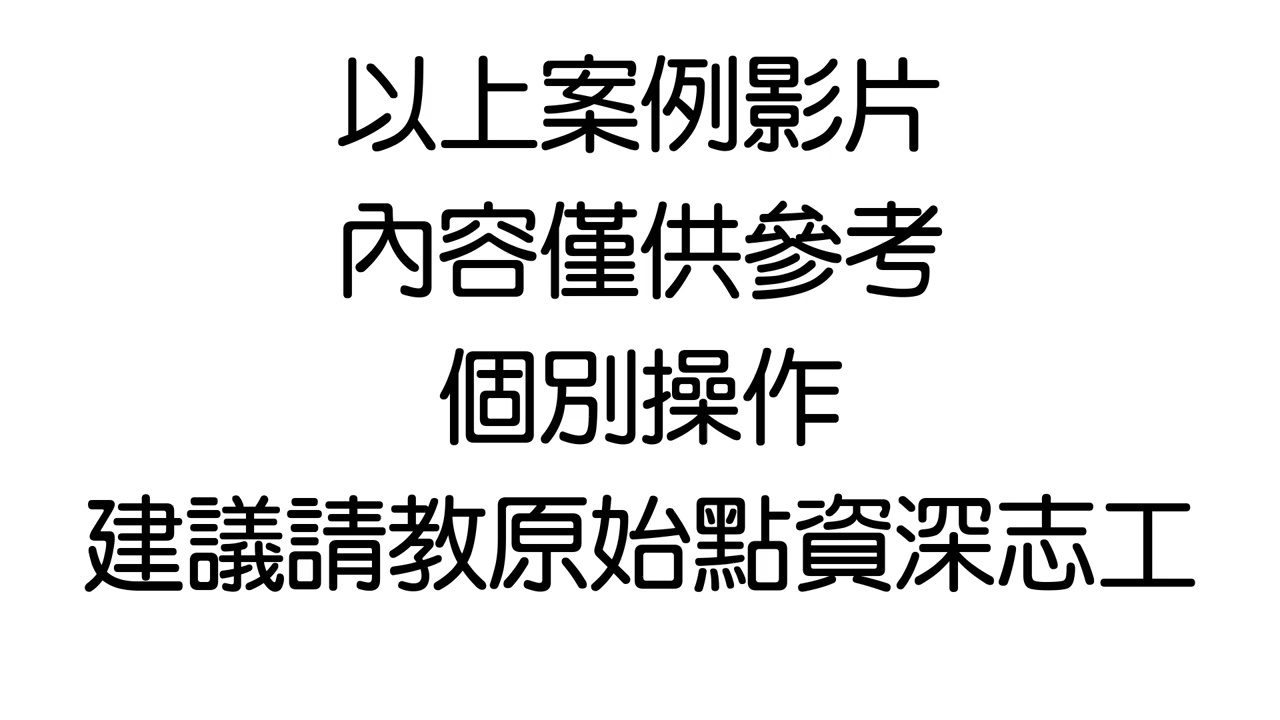 以上案例影片
內容僅供參考
個別操作
建議請教原始點資深志工